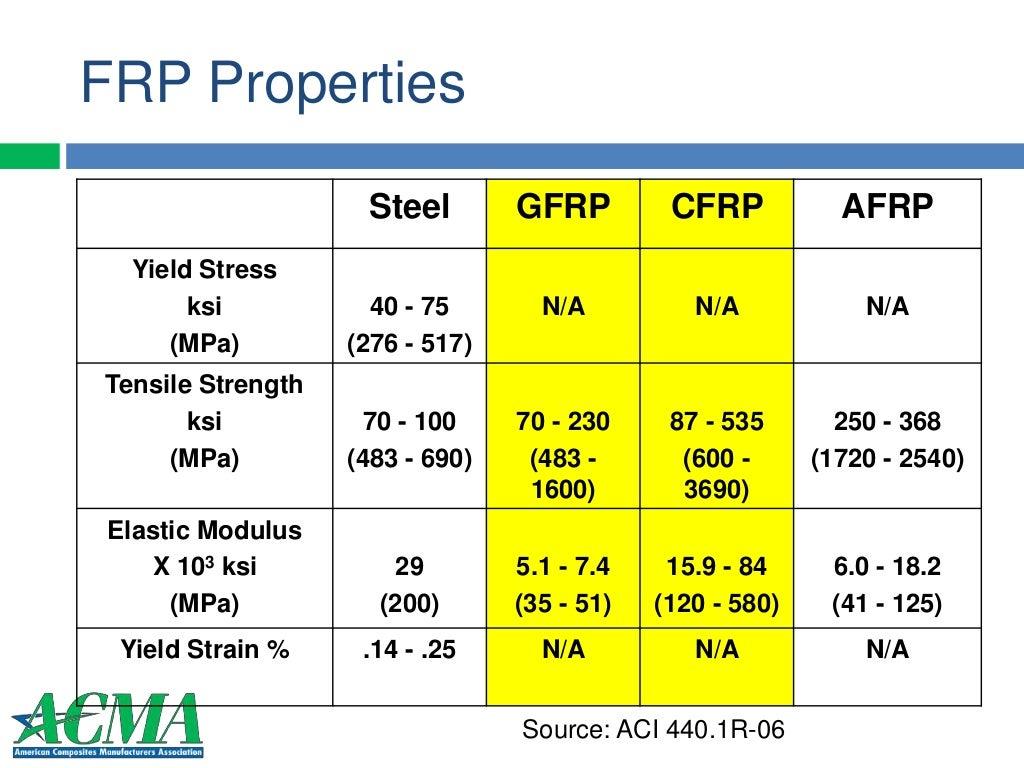 FRP Properties
Steel GFRP CFRP AFRP
Yield Stress
ksi 40 - 75 N/A N/A N/A
(MPa) (276 - 517)
Tensile Strength
ksi 70 - 100 70 - 230 87 - 535 250 - 368
(MPa) (483 - 690) (483 - (600 - (1720 - 2540)
1600) 3690)
Elastic Modulus
X 10³ ksi 29 5.1 - 7.4 15.9 - 84 6.0 - 18.2
(MPa) (200) (35 - 51) (120 - 580) (41 - 125)
Yield Strain % .14 - .25 N/A N/A N/A
ACMA
American Composites Manufacturers Association
Source: ACI 440.1R-06